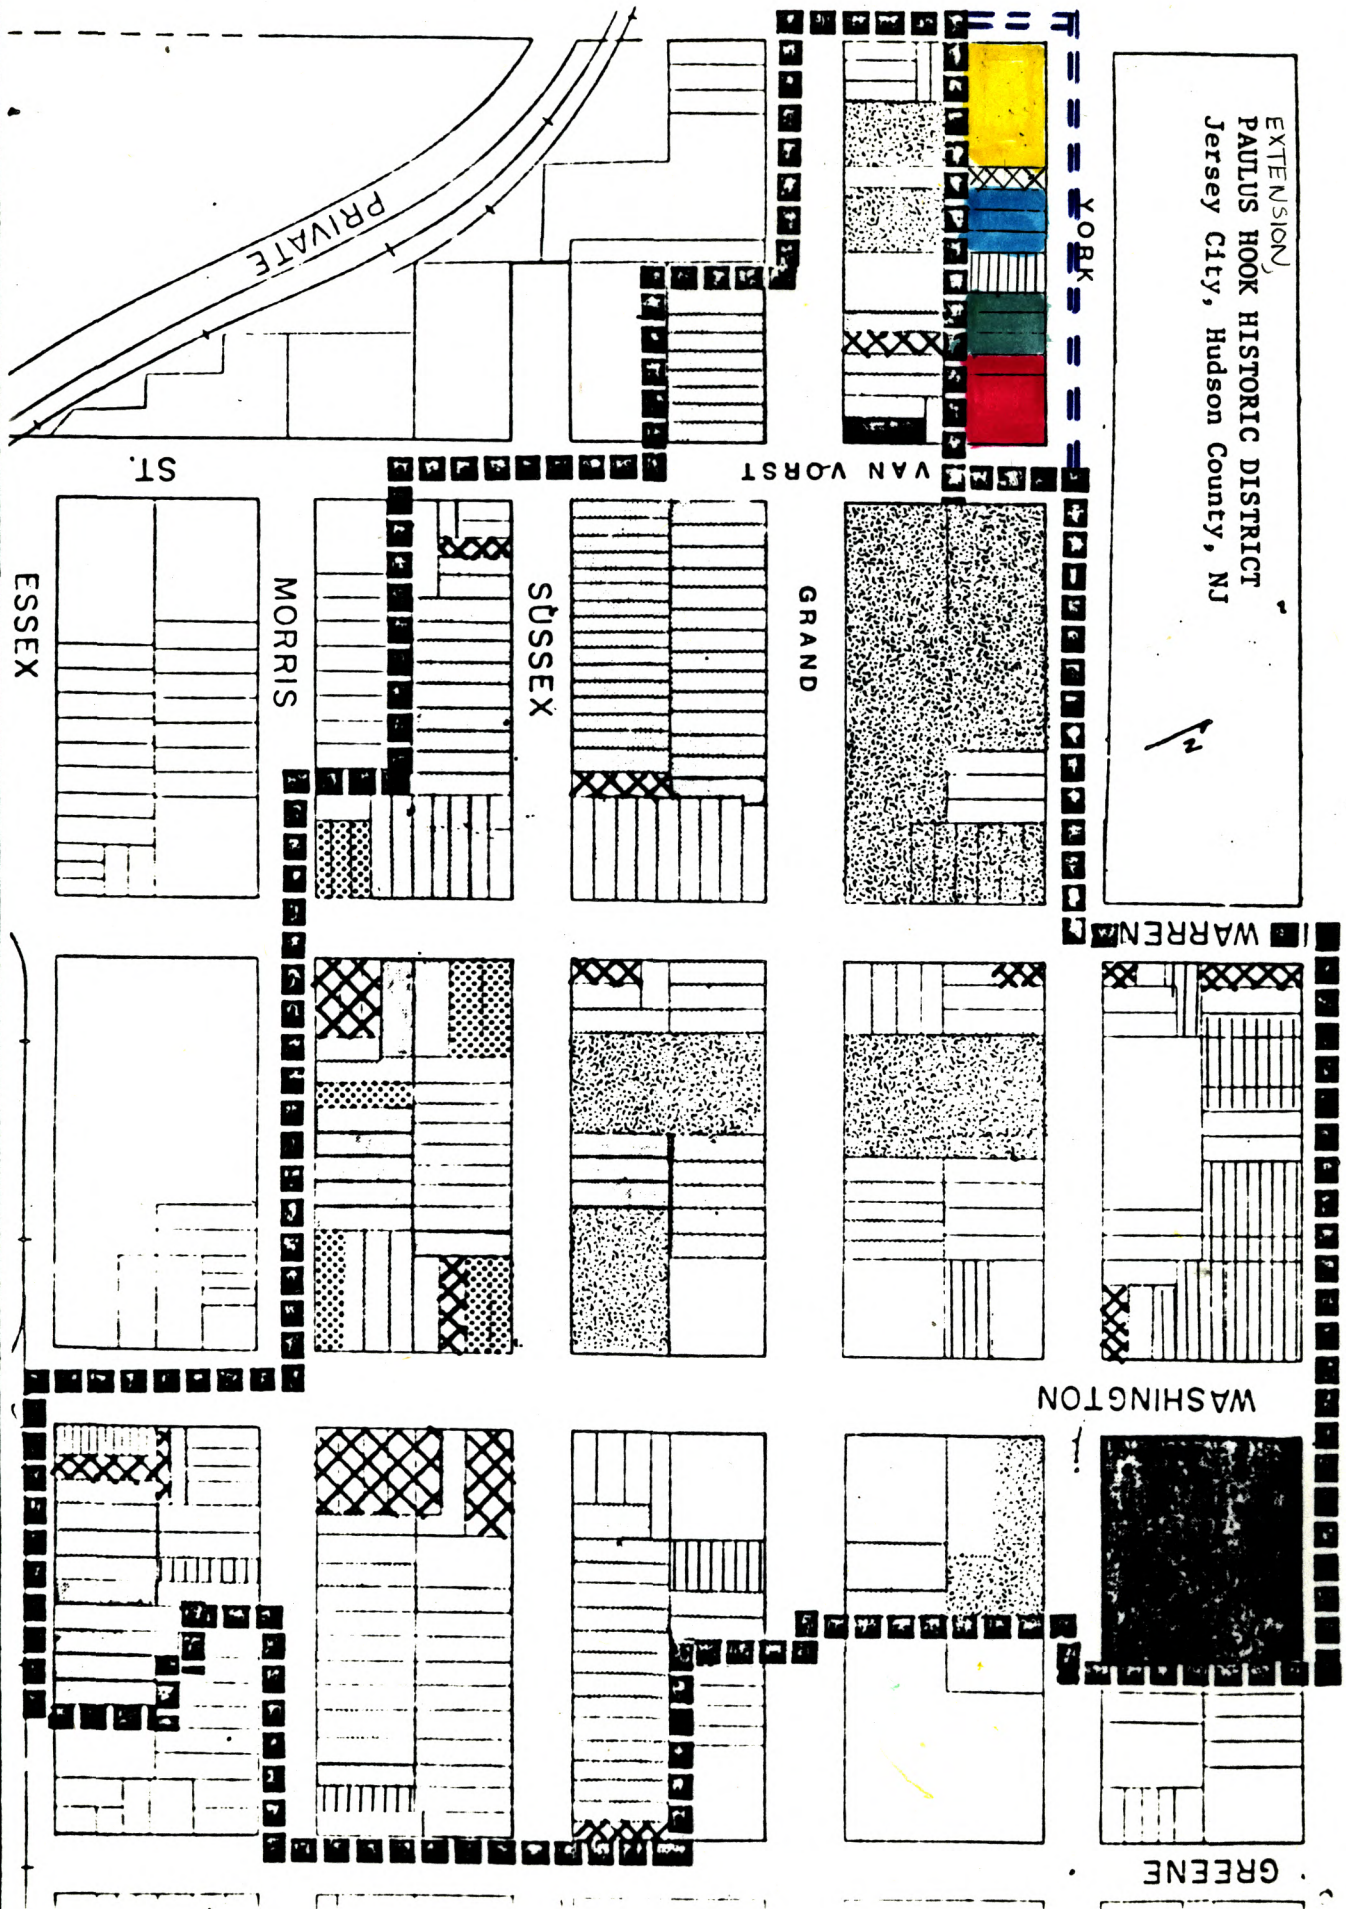 EXTENSION,
PAULUS HOOK HISTORIC DISTRICT
Jersey City, Hudson County, NJ
N
YORK
PRIVATE
VAN VORST
ST.
ESSEX
MORRIS
SUSSEX
GRAND
WARREN
WASHINGTON
GREENE